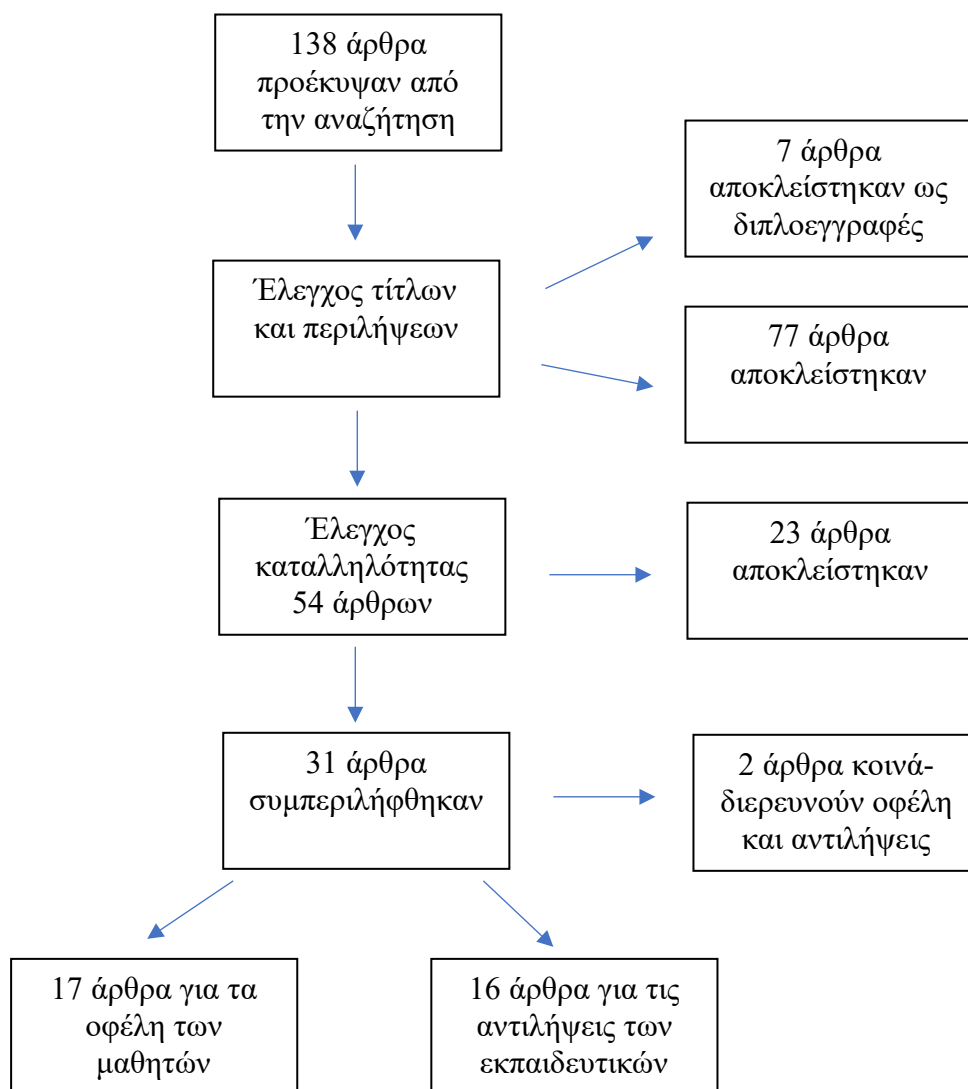 138 άρθρα
προέκυψαν από
την αναζήτηση
7 άρθρα
αποκλείστηκαν ως
διπλοεγγραφές
Έλεγχος τίτλων
και περιλήψεων
77 άρθρα
αποκλείστηκαν
Έλεγχος
καταλληλότητας
54 άρθρων
23 άρθρα
αποκλείστηκαν
31 άρθρα
συμπεριλήφθηκαν
2 άρθρα κοινά-
διερευνούν οφέλη
και αντιλήψεις
17 άρθρα για τα
οφέλη των
μαθητών
16 άρθρα για τις
αντιλήψεις των
εκπαιδευτικών